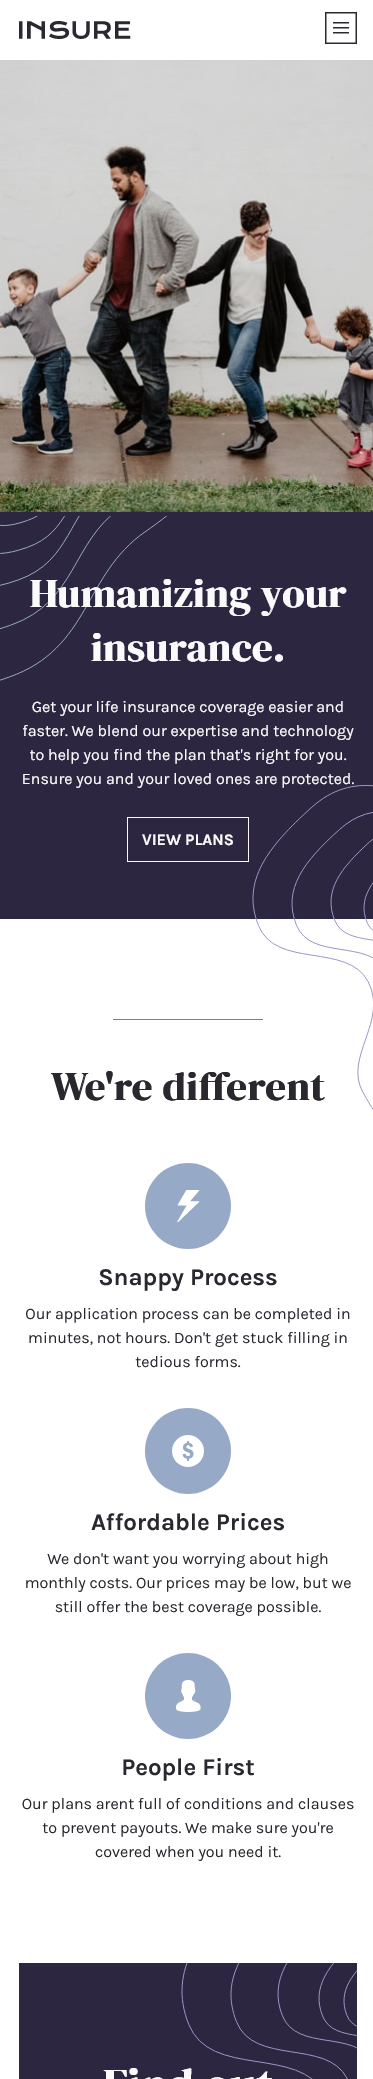 INSURE
Humanizing your
insurance.
Get your life insurance coverage easier and
faster. We blend our expertise and technology
to help you find the plan that's right for you.
Ensure you and your loved ones are protected.
VIEW PLANS
We're different
Snappy Process
Our application process can be completed in
minutes, not hours. Don't get stuck filling in
tedious forms.
$
Affordable Prices
We don't want you worrying about high
monthly costs. Our prices may be low, but we
still offer the best coverage possible.
People First
Our plans arent full of conditions and clauses
to prevent payouts. We make sure you're
covered when you need it.
Find out